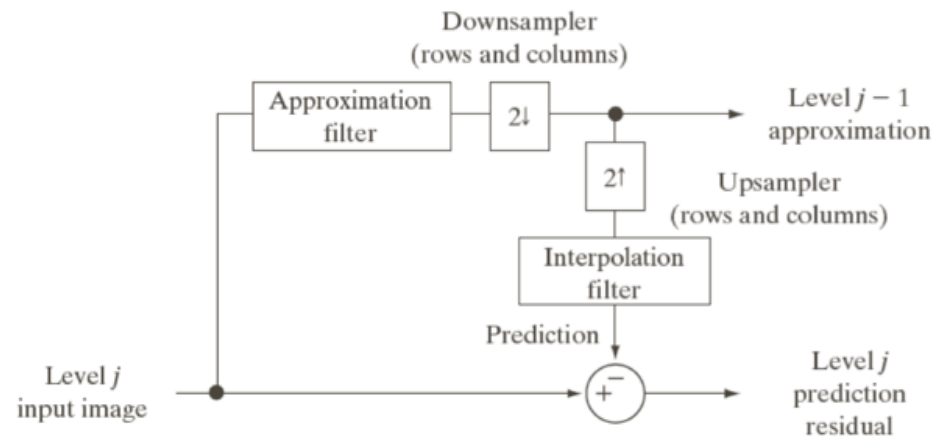 Downsampler
(rows and columns)
Approximation
filter
2↓
Level j − 1
approximation
2↑
Upsampler
(rows and columns)
Interpolation
filter
Prediction
Level j
input image
+
−
Level j
prediction
residual